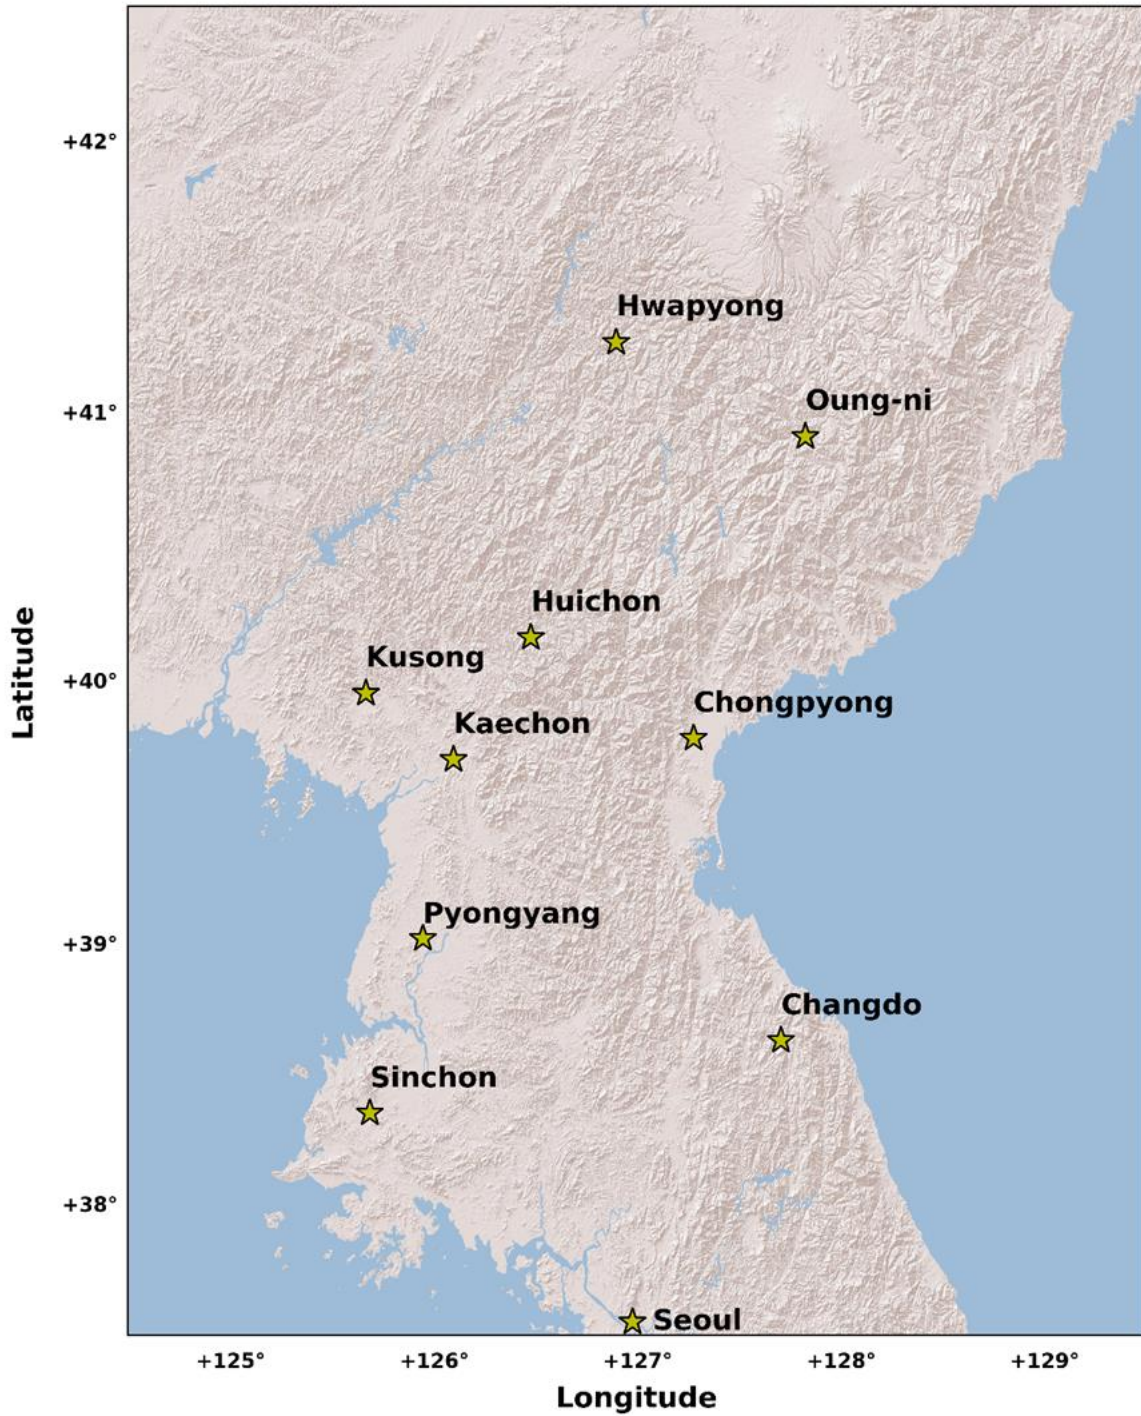 +42°
Hwapyong
+41°
Oung-ni
Huichon
Kusong
+40°
Chongpyong
Kaechon
Latitude
Pyongyang
+39°
Changdo
Sinchon
+38°
Seoul
+125°
+126°
+127°
+128°
+129°
Longitude